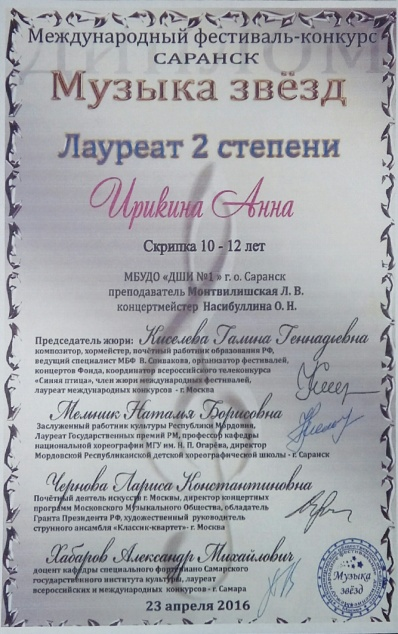 ДИПЛОМ
Международный фестиваль-конкурс
САРАНСК
Музыка звёзд
Лауреат 2 степени
Ирикина Анна
Скрипка 10 - 12 лет
МБУДО «ДШИ №1 » г. о. Саранск
преподаватель Монтвилишская Л. В.
концертмейстер Насибуллина О. Н.
Председатель жюри: Киселева Галина Геннадьевна
композитор, хормейстер, почётный работник образования РФ,
ведущий специалист МБФ В. Спивакова, организатор фестивалей,
концертов Фонда, координатор всероссийского телеконкурса
«Синяя птица», член жюри международных фестивалей,
лауреат международных конкурсов - г. Москва
Мельник Наталья Борисовна
Заслуженный работник культуры Республики Мордовия,
Лауреат Государственных премий РМ, профессор кафедры
национальной хореографии МГУ им. Н. П. Огарёва, директор
Мордовской Республиканской детской хореографической школы - г. Саранск
Чернова Лариса Константиновна
Почётный деятель искусств г. Москвы, директор концертных
программ Московского Музыкального Общества, обладатель
Гранта Президента РФ, художественный руководитель
струнного ансамбля «Классик-квартет» - г. Москва
Хабаров Александр Михайлович
доцент кафедры специального фортепиано Самарского
государственного института культуры, лауреат
всероссийских и международных конкурсов - г. Самара
23 апреля 2016
Музыка
звёзд